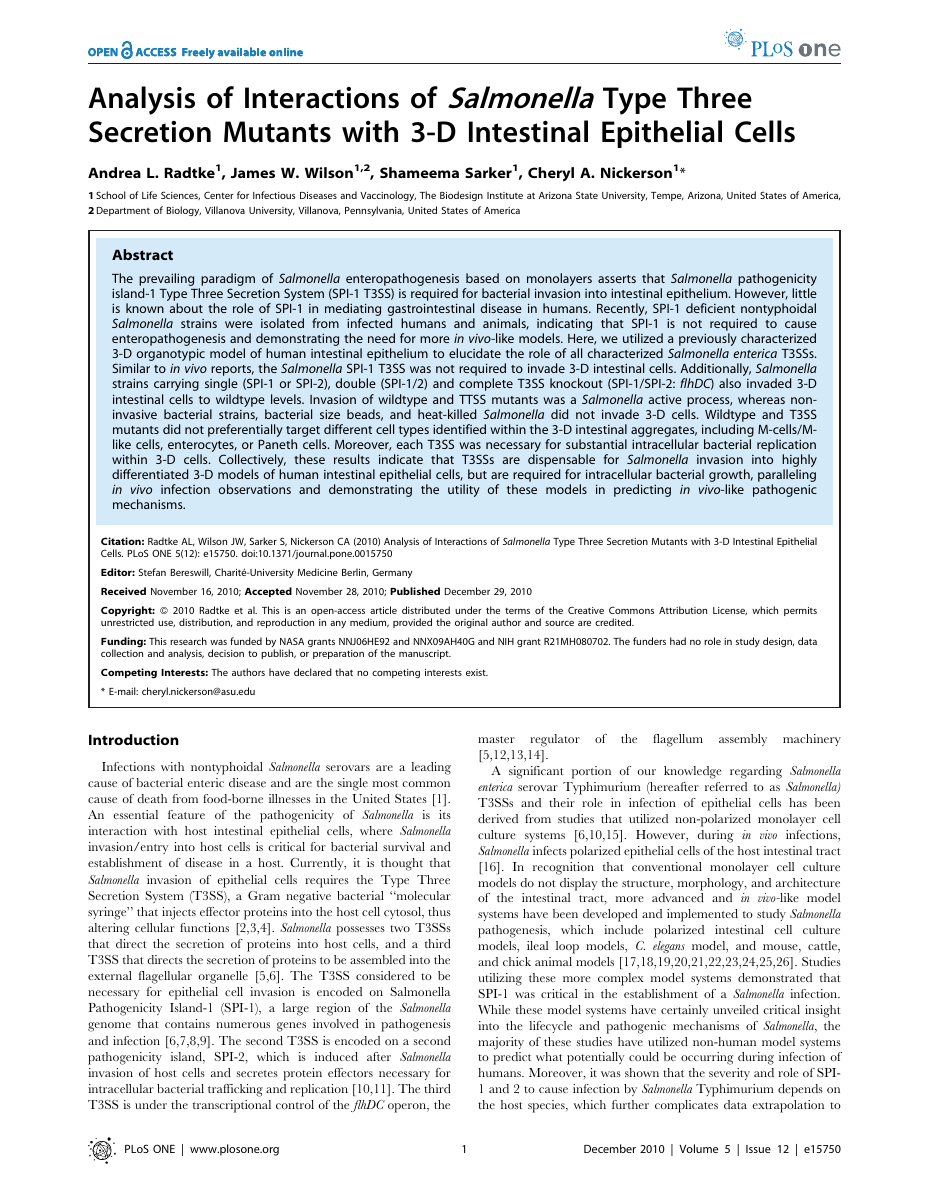 OPEN ACCESS Freely available online
PLoS one
Analysis of Interactions of Salmonella Type Three
Secretion Mutants with 3-D Intestinal Epithelial Cells
Andrea L. Radtke1, James W. Wilson1,2, Shameema Sarker1, Cheryl A. Nickerson1*
1 School of Life Sciences, Center for Infectious Diseases and Vaccinology, The Biodesign Institute at Arizona State University, Tempe, Arizona, United States of America,
2 Department of Biology, Villanova University, Villanova, Pennsylvania, United States of America
Abstract
The prevailing paradigm of Salmonella enteropathogenesis based on monolayers asserts that Salmonella pathogenicity
island-1 Type Three Secretion System (SPI-1 T3SS) is required for bacterial invasion into intestinal epithelium. However, little
is known about the role of SPI-1 in mediating gastrointestinal disease in humans. Recently, SPI-1 deficient nontyphoidal
Salmonella strains were isolated from infected humans and animals, indicating that SPI-1 is not required to cause
enteropathogenesis and demonstrating the need for more in vivo-like models. Here, we utilized a previously characterized
3-D organotypic model of human intestinal epithelium to elucidate the role of all characterized Salmonella enterica T3SSs.
Similar to in vivo reports, the Salmonella SPI-1 T3SS was not required to invade 3-D intestinal cells. Additionally, Salmonella
strains carrying single (SPI-1 or SPI-2), double (SPI-1/2) and complete T3SS knockout (SPI-1/SPI-2: flhDC) also invaded 3-D
intestinal cells to wildtype levels. Invasion of wildtype and TTSS mutants was a Salmonella active process, whereas non-
invasive bacterial strains, bacterial size beads, and heat-killed Salmonella did not invade 3-D cells. Wildtype and T3SS
mutants did not preferentially target different cell types identified within the 3-D intestinal aggregates, including M-cells/M-
like cells, enterocytes, or Paneth cells. Moreover, each T3SS was necessary for substantial intracellular bacterial replication
within 3-D cells. Collectively, these results indicate that T3SSs are dispensable for Salmonella invasion into highly
differentiated 3-D models of human intestinal epithelial cells, but are required for intracellular bacterial growth, paralleling
in vivo infection observations and demonstrating the utility of these models in predicting in vivo-like pathogenic
mechanisms.
Citation: Radtke AL, Wilson JW, Sarker S, Nickerson CA (2010) Analysis of Interactions of Salmonella Type Three Secretion Mutants with 3-D Intestinal Epithelial
Cells. PLoS ONE 5(12): e15750. doi:10.1371/journal.pone.0015750
Editor: Stefan Bereswill, Charité-University Medicine Berlin, Germany
Received November 16, 2010; Accepted November 28, 2010; Published December 29, 2010
Copyright: © 2010 Radtke et al. This is an open-access article distributed under the terms of the Creative Commons Attribution License, which permits
unrestricted use, distribution, and reproduction in any medium, provided the original author and source are credited.
Funding: This research was funded by NASA grants NNJ06HE92 and NNX09AH40G and NIH grant R21MH080702. The funders had no role in study design, data
collection and analysis, decision to publish, or preparation of the manuscript.
Competing Interests: The authors have declared that no competing interests exist.
* E-mail: cheryl.nickerson@asu.edu
Introduction
Infections with nontyphoidal Salmonella serovars are a leading
cause of bacterial enteric disease and are the single most common
cause of death from food-borne illnesses in the United States [1].
An essential feature of the pathogenicity of Salmonella is its
interaction with host intestinal epithelial cells, where Salmonella
invasion/entry into host cells is critical for bacterial survival and
establishment of disease in a host. Currently, it is thought that
Salmonella invasion of epithelial cells requires the Type Three
Secretion System (T3SS), a Gram negative bacterial ‘‘molecular
syringe’’ that injects effector proteins into the host cell cytosol, thus
altering cellular functions [2,3,4]. Salmonella possesses two T3SSs
that direct the secretion of proteins into host cells, and a third
T3SS that directs the secretion of proteins to be assembled into the
external flagellar organelle [5,6]. The T3SS considered to be
necessary for epithelial cell invasion is encoded on Salmonella
Pathogenicity Island-1 (SPI-1), a large region of the Salmonella
genome that contains numerous genes involved in pathogenesis
and infection [6,7,8,9]. The second T3SS is encoded on a second
pathogenicity island, SPI-2, which is induced after Salmonella
invasion of host cells and secretes protein effectors necessary for
intracellular bacterial trafficking and replication [10,11]. The third
T3SS is under the transcriptional control of the flhDC operon, the
master regulator of the flagellum assembly machinery
[5,12,13,14].
A significant portion of our knowledge regarding Salmonella
enterica serovar Typhimurium (hereafter referred to as Salmonella)
T3SSs and their role in infection of epithelial cells has been
derived from studies that utilized non-polarized monolayer cell
culture systems [6,10,15]. However, during in vivo infections,
Salmonella infects polarized epithelial cells of the host intestinal tract
[16]. In recognition that conventional monolayer cell culture
models do not display the structure, morphology, and architecture
of the intestinal tract, more advanced and in vivo-like model
systems have been developed and implemented to study Salmonella
pathogenesis, which include polarized intestinal cell culture
models, ileal loop models, C. elegans model, and mouse, cattle,
and chick animal models [17,18,19,20,21,22,23,24,25,26]. Studies
utilizing these more complex model systems demonstrated that
SPI-1 was critical in the establishment of a Salmonella infection.
While these model systems have certainly unveiled critical insight
into the lifecycle and pathogenic mechanisms of Salmonella, the
majority of these studies have utilized non-human model systems
to predict what potentially could be occurring during infection of
humans. Moreover, it was shown that the severity and role of SPI-
1 and 2 to cause infection by Salmonella Typhimurium depends on
the host species, which further complicates data extrapolation to
PLoS ONE | www.plosone.org
1
December 2010 | Volume 5 | Issue 12 | e15750